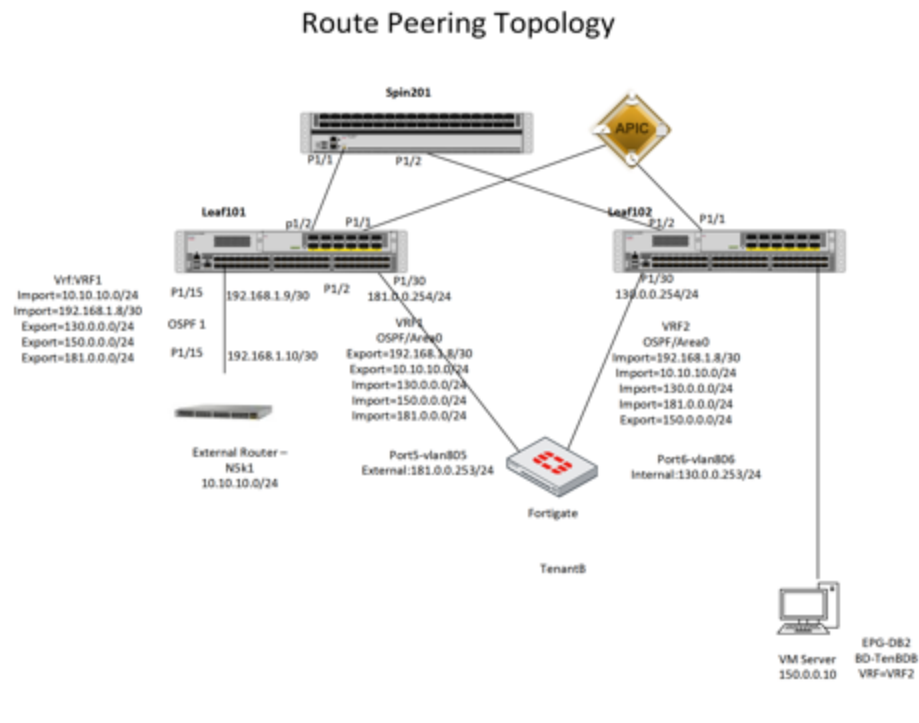 Route Peering Topology
Spin201
APIC
P1/1
P1/2
Leaf101
p1/2
P1/1
Leaf102
P1/2
P1/1
Vrf:VRF1
Import=10.10.10.0/24
Import=192.168.1.8/30
Export=130.0.0.0/24
Export=150.0.0.0/24
Export=181.0.0.0/24
P1/15
192.168.1.9/30
OSPF 1
P1/15
192.168.1.10/30
P1/2
P1/30
181.0.0.254/24
VRF1
OSPF/Area0
Export=192.168.1.8/30
Export=10.10.10.0/24
Import=130.0.0.0/24
Import=150.0.0.0/24
Import=181.0.0.0/24
P1/30
130.0.0.254/24
VRF2
OSPF/Area0
Import=192.168.1.8/30
Import=10.10.10.0/24
Import=130.0.0.0/24
Import=181.0.0.0/24
Export=150.0.0.0/24
External Router –
N5k1
10.10.10.0/24
Port5-vlan805
External:181.0.0.253/24
Port6-vlan806
Internal:130.0.0.253/24
Fortigate
TenantB
VM Server
150.0.0.10
EPG-DB2
BD-TenBDB
VRF=VRF2